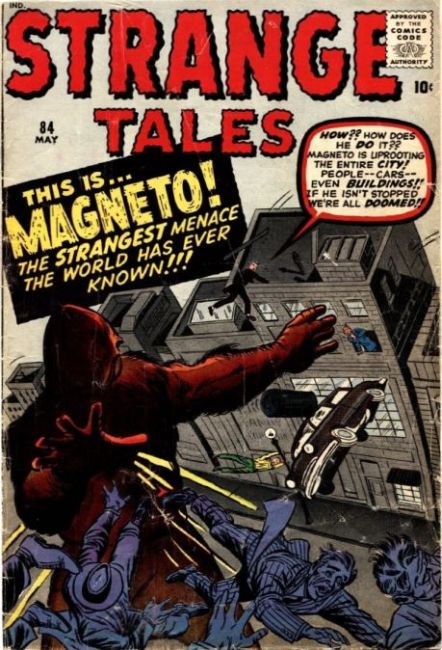 IND.
STRANGE
TALES
APPROVED
BY THE
COMICS
CODE
AUTHORITY
10¢
84
MAY
THIS IS...
MAGNETO!
THE STRANGEST MENACE
THE WORLD HAS EVER
KNOWN!!!
HOW?? HOW DOES
HE DO IT??
MAGNETO IS UPROOTING
THE ENTIRE CITY!
PEOPLE--CARS--
EVEN BUILDINGS!!
IF HE ISN'T STOPPED
WE'RE ALL DOOMED!!